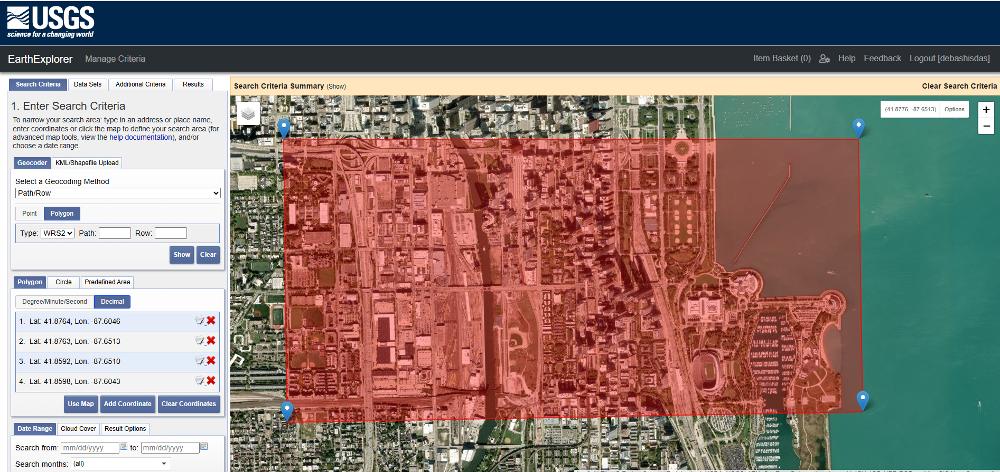 USGS
science for a changing world
EarthExplorer Manage Criteria Item Basket (0) Help Feedback Logout [debashisdas]
Search Criteria Data Sets Additional Criteria Results
Search Criteria Summary (Show) Clear Search Criteria
1. Enter Search Criteria
To narrow your search area: type in an address or place name,
enter coordinates or click the map to define your search area (for
advanced map tools, view the help documentation), and/or
choose a date range.
(41.8776, -87.6513) Options
+
−
Geocoder KML/Shapefile Upload
Select a Geocoding Method
Path/Row
Point Polygon
Type: WRS2 Path: Row:
Show Clear
Polygon Circle Predefined Area
Degree/Minute/Second Decimal
1. Lat: 41.8764, Lon: -87.6046
2. Lat: 41.8763, Lon: -87.6513
3. Lat: 41.8592, Lon: -87.6510
4. Lat: 41.8598, Lon: -87.6043
Use Map Add Coordinate Clear Coordinates
Date Range Cloud Cover Result Options
Search from: mm/dd/yyyy to: mm/dd/yyyy
Search months: (all)